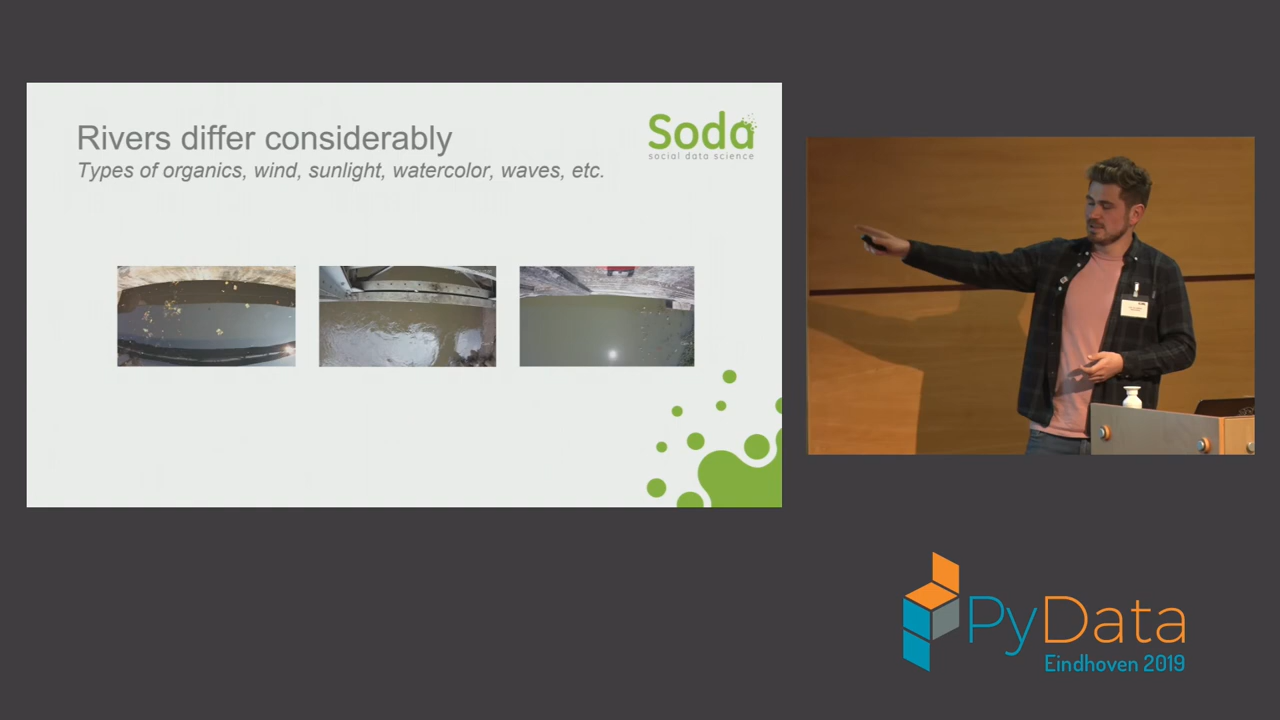 Rivers differ considerably
Types of organics, wind, sunlight, watercolor, waves, etc.
Soda
social data science
PyData
Eindhoven 2019